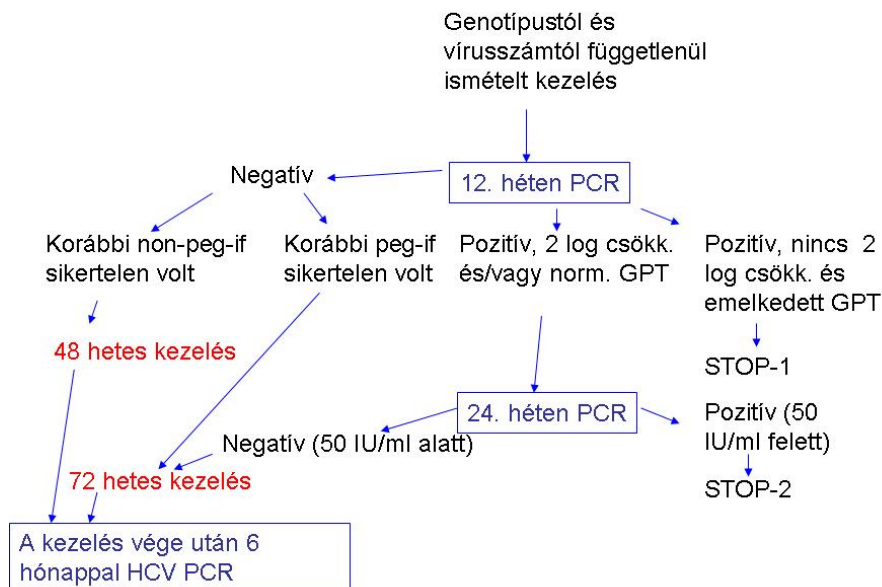 Genotípustól és
vírusszámtól függetlenül
ismételt kezelés
12. héten PCR
Negatív
Korábbi non-peg-if
sikertelen volt
Korábbi peg-if
sikertelen volt
Pozitív, 2 log csökk.
és/vagy norm. GPT
Pozitív, nincs 2
log csökk. és
emelkedett GPT
48 hetes kezelés
STOP-1
24. héten PCR
Pozitív (50
IU/ml felett)
Negatív (50 IU/ml alatt)
72 hetes kezelés
STOP-2
A kezelés vége után 6
hónappal HCV PCR